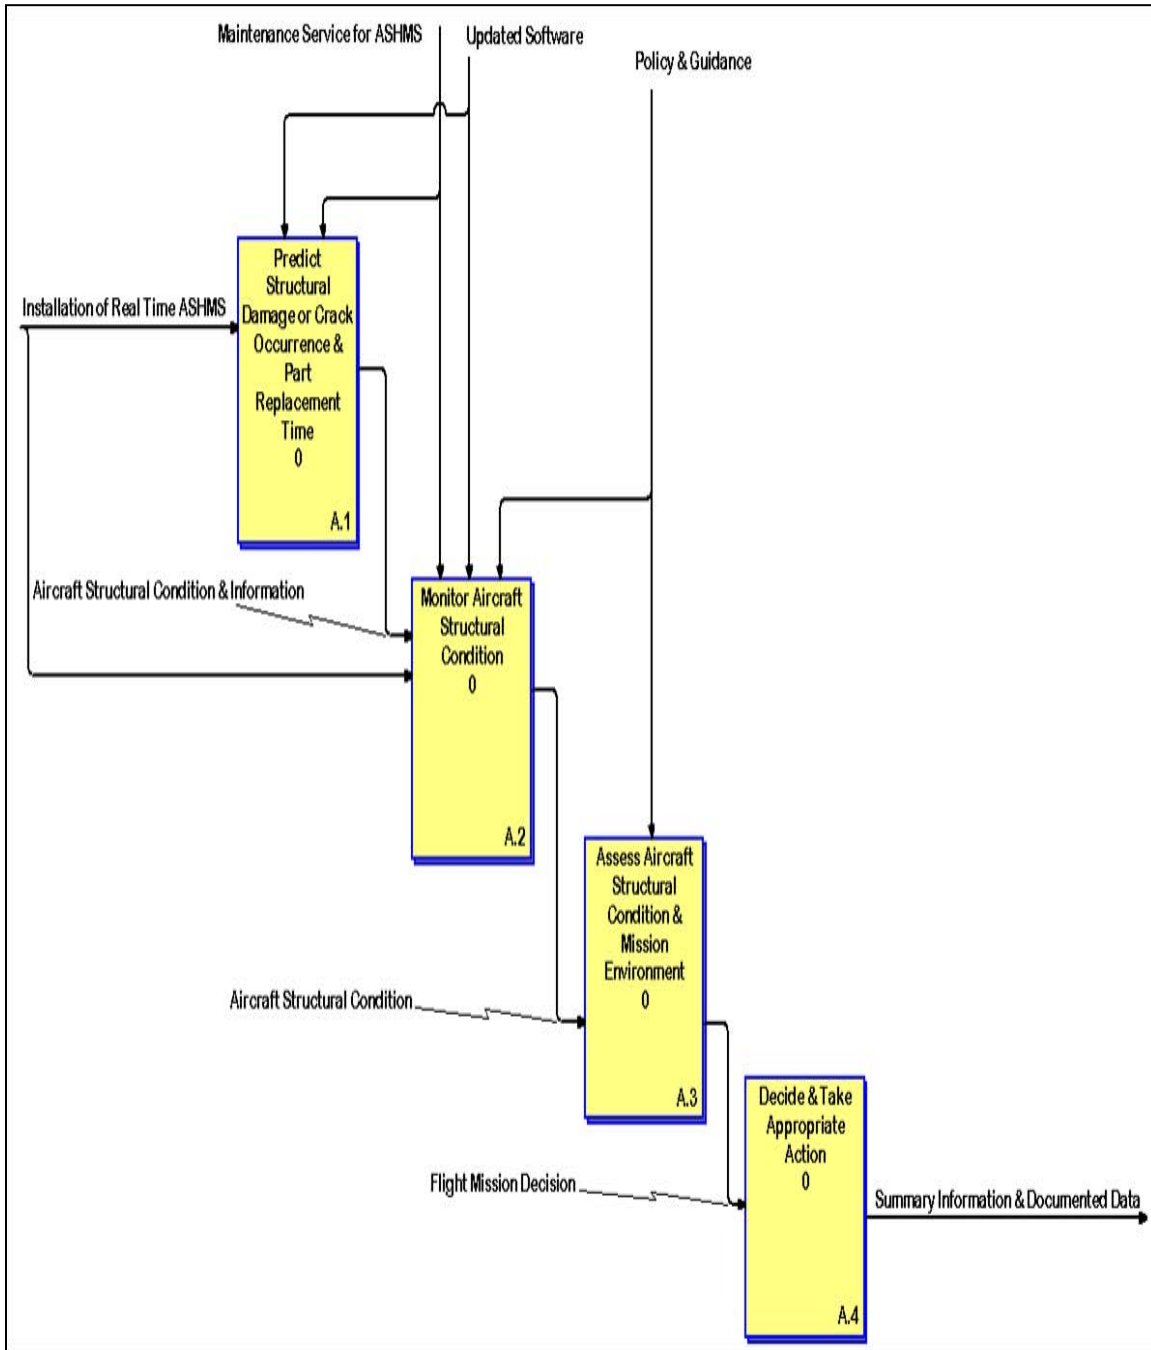 Maintenance Service for ASHMS
Updated Software
Policy & Guidance
Predict
Structural
Damage or Crack
Occurrence &
Part
Replacement
Time
0
A.1
Installation of Real Time ASHMS
Aircraft Structural Condition & Information
Monitor Aircraft
Structural
Condition
0
A.2
Assess Aircraft
Structural
Condition &
Mission
Environment
0
A.3
Aircraft Structural Condition
Decide & Take
Appropriate
Action
0
A.4
Flight Mission Decision
Summary Information & Documented Data